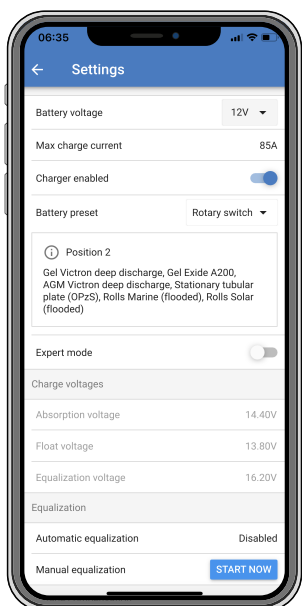 06:35
Settings
Battery voltage 12V
Max charge current 85A
Charger enabled
Battery preset Rotary switch
Position 2
Gel Victron deep discharge, Gel Exide A200,
AGM Victron deep discharge, Stationary tubular
plate (OPzS), Rolls Marine (flooded), Rolls Solar
(flooded)
Expert mode
Charge voltages
Absorption voltage 14.40V
Float voltage 13.80V
Equalization voltage 16.20V
Equalization
Automatic equalization Disabled
Manual equalization START NOW